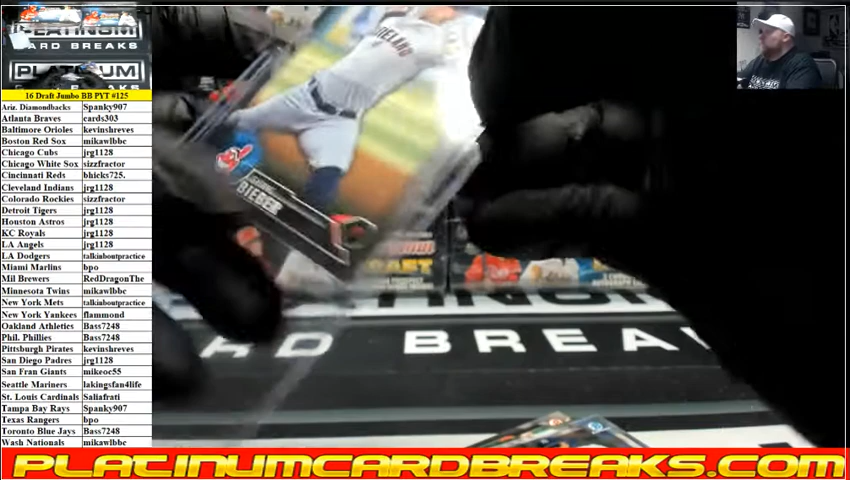 PLATINUM
CARD BREAKS
PLATINUM
16 Draft Jumbo BB PYT #125
Ariz. Diamondbacks Spanky907
Atlanta Braves cards303
Baltimore Orioles kevinshreves
Boston Red Sox mikawlbbc
Chicago Cubs jrg1128
Chicago White Sox sizzfractor
Cincinnati Reds bhicks725.
Cleveland Indians jrg1128
Colorado Rockies sizzfractor
Detroit Tigers jrg1128
Houston Astros jrg1128
KC Royals jrg1128
LA Angels jrg1128
LA Dodgers talkinboutpractice
Miami Marlins bpo
Mil Brewers RedDragonThe
Minnesota Twins mikawlbbc
New York Mets talkinboutpractice
New York Yankees flammond
Oakland Athletics Bass7248
Phil. Phillies Bass7248
Pittsburgh Pirates kevinshreves
San Diego Padres jrg1128
San Fran Giants mikeoc55
Seattle Mariners lakingsfan4life
St. Louis Cardinals Saliafrati
Tampa Bay Rays Spanky907
Texas Rangers bpo
Toronto Blue Jays Bass7248
Wash Nationals mikawlbbc
BIEBER
DRAFT
RD BREA
PLATINUMCARDBREAKS.COM